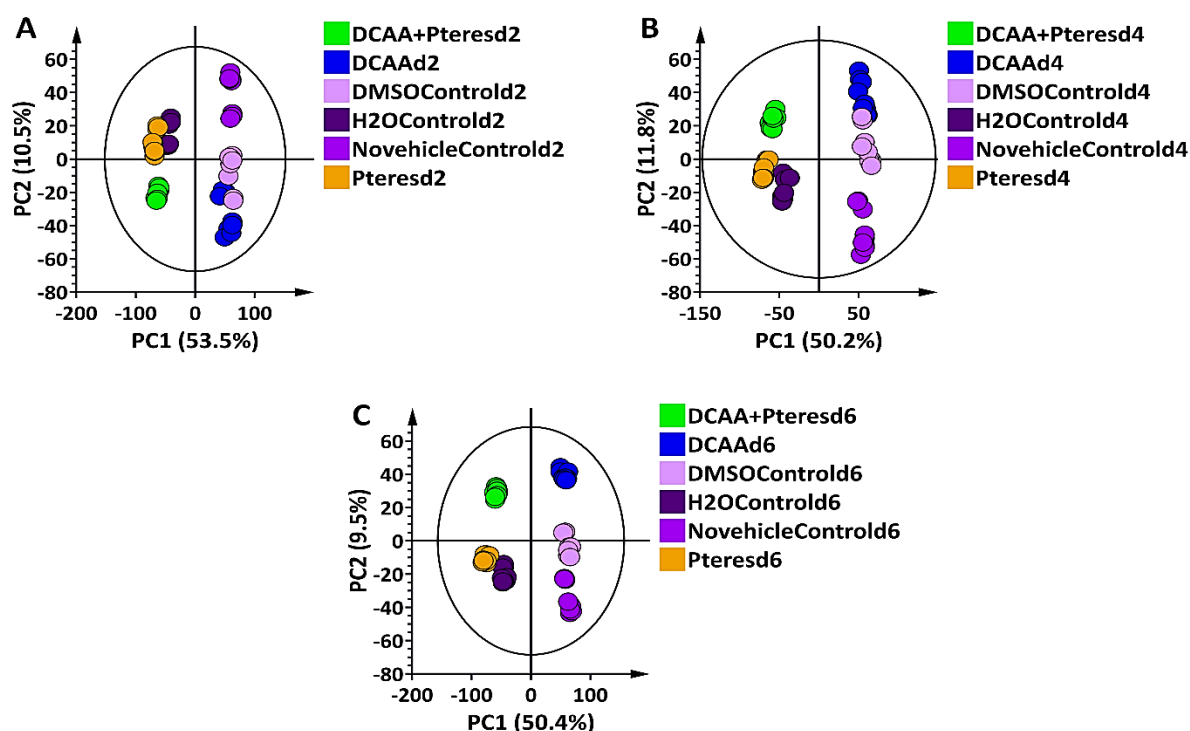 A
PC2 (10.5%)
60
40
20
0
-20
-40
-60
-80
-200 -100 0 100
PC1 (53.5%)
DCAA+Pteresd2
DCAAd2
DMSOControld2
H2OControld2
NovehicleControld2
Pteresd2
B
PC2 (11.8%)
60
40
20
0
-20
-40
-60
-80
-150 -50 50
PC1 (50.2%)
DCAA+Pteresd4
DCAAd4
DMSOControld4
H2OControld4
NovehicleControld4
Pteresd4
C
PC2 (9.5%)
60
40
20
0
-20
-40
-60
-80
-200 -100 0 100
PC1 (50.4%)
DCAA+Pteresd6
DCAAd6
DMSOControld6
H2OControld6
NovehicleControld6
Pteresd6